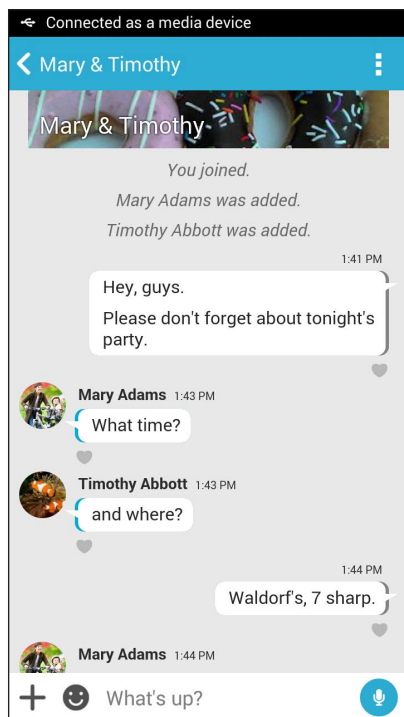 Connected as a media device
Mary & Timothy
Mary & Timothy
You joined.
Mary Adams was added.
Timothy Abbott was added.
1:41 PM
Hey, guys.
Please don't forget about tonight's
party.
Mary Adams 1:43 PM
What time?
Timothy Abbott 1:43 PM
and where?
1:44 PM
Waldorf's, 7 sharp.
Mary Adams 1:44 PM
What's up?